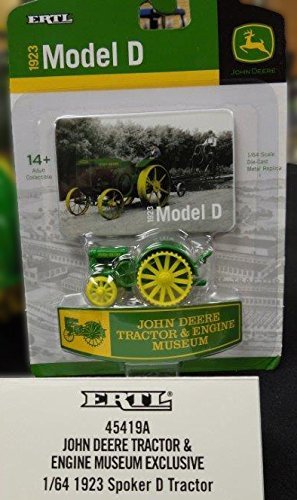 ERTL
1923 Model D
JOHN DEERE
14+
Adult
Collectible
1/64 Scale
Die-Cast
Metal Replica
1923 Model D
JOHN DEERE
TRACTOR & ENGINE
MUSEUM
ERTL
45419A
JOHN DEERE TRACTOR &
ENGINE MUSEUM EXCLUSIVE
1/64 1923 Spoker D Tractor